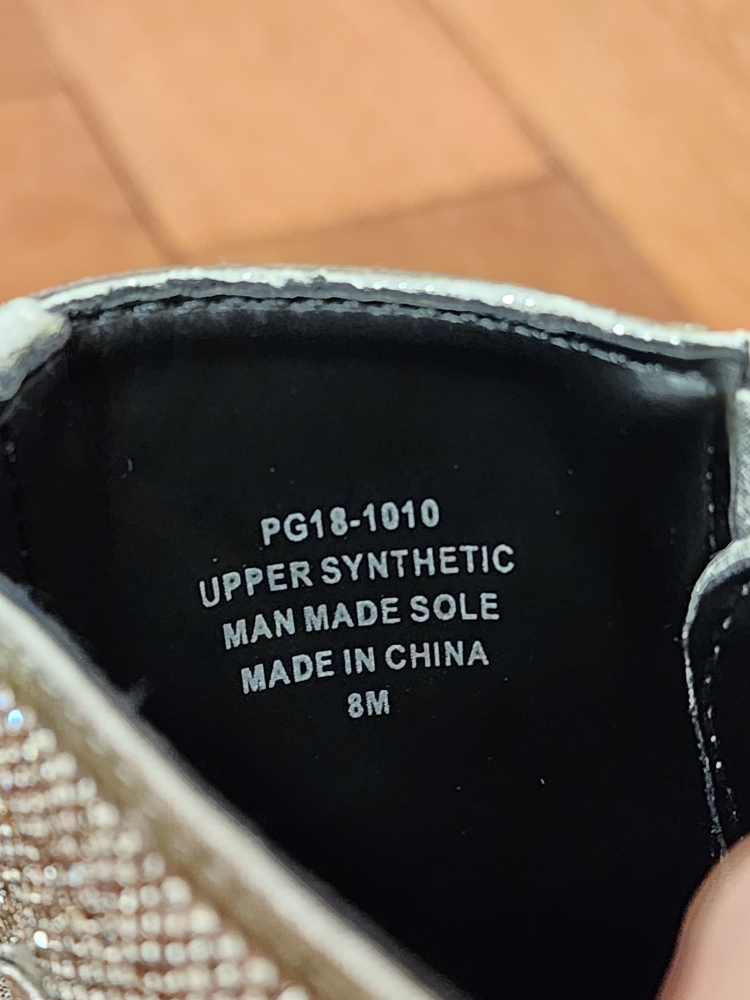 PG18-1010
UPPER SYNTHETIC
MAN MADE SOLE
MADE IN CHINA
8M